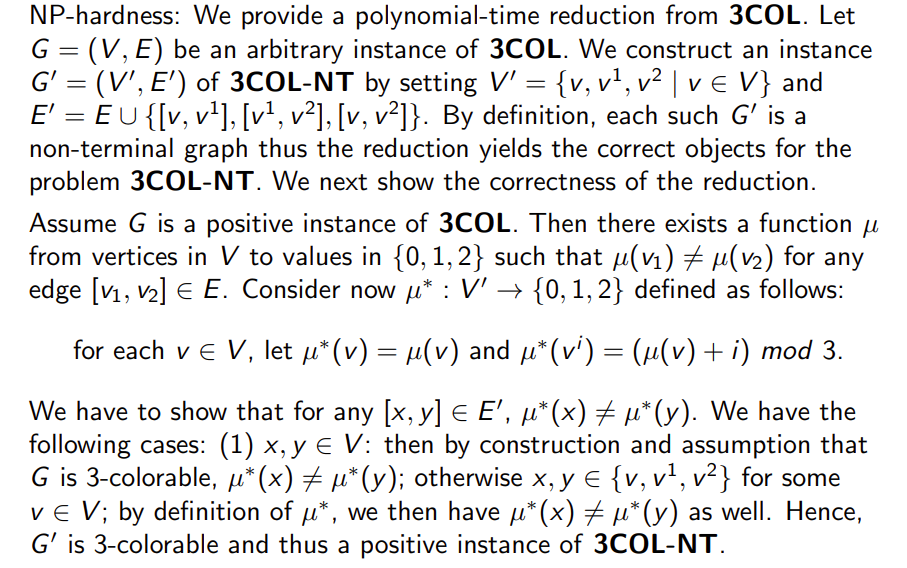 NP-hardness: We provide a polynomial-time reduction from 3COL. Let
G = (V, E) be an arbitrary instance of 3COL. We construct an instance
G′ = (V′, E′) of 3COL-NT by setting V′ = {v, v¹, v² | v ∈ V} and
E′ = E ∪ {[v, v¹], [v¹, v²], [v, v²]}. By definition, each such G′ is a
non-terminal graph thus the reduction yields the correct objects for the
problem 3COL-NT. We next show the correctness of the reduction.
Assume G is a positive instance of 3COL. Then there exists a function μ
from vertices in V to values in {0, 1, 2} such that μ(v₁) ≠ μ(v₂) for any
edge [v₁, v₂] ∈ E. Consider now μ* : V′ → {0, 1, 2} defined as follows:
for each v ∈ V, let μ*(v) = μ(v) and μ*(vⁱ) = (μ(v) + i) mod 3.
We have to show that for any [x, y] ∈ E′, μ*(x) ≠ μ*(y). We have the
following cases: (1) x, y ∈ V: then by construction and assumption that
G is 3-colorable, μ*(x) ≠ μ*(y); otherwise x, y ∈ {v, v¹, v²} for some
v ∈ V; by definition of μ*, we then have μ*(x) ≠ μ*(y) as well. Hence,
G′ is 3-colorable and thus a positive instance of 3COL-NT.